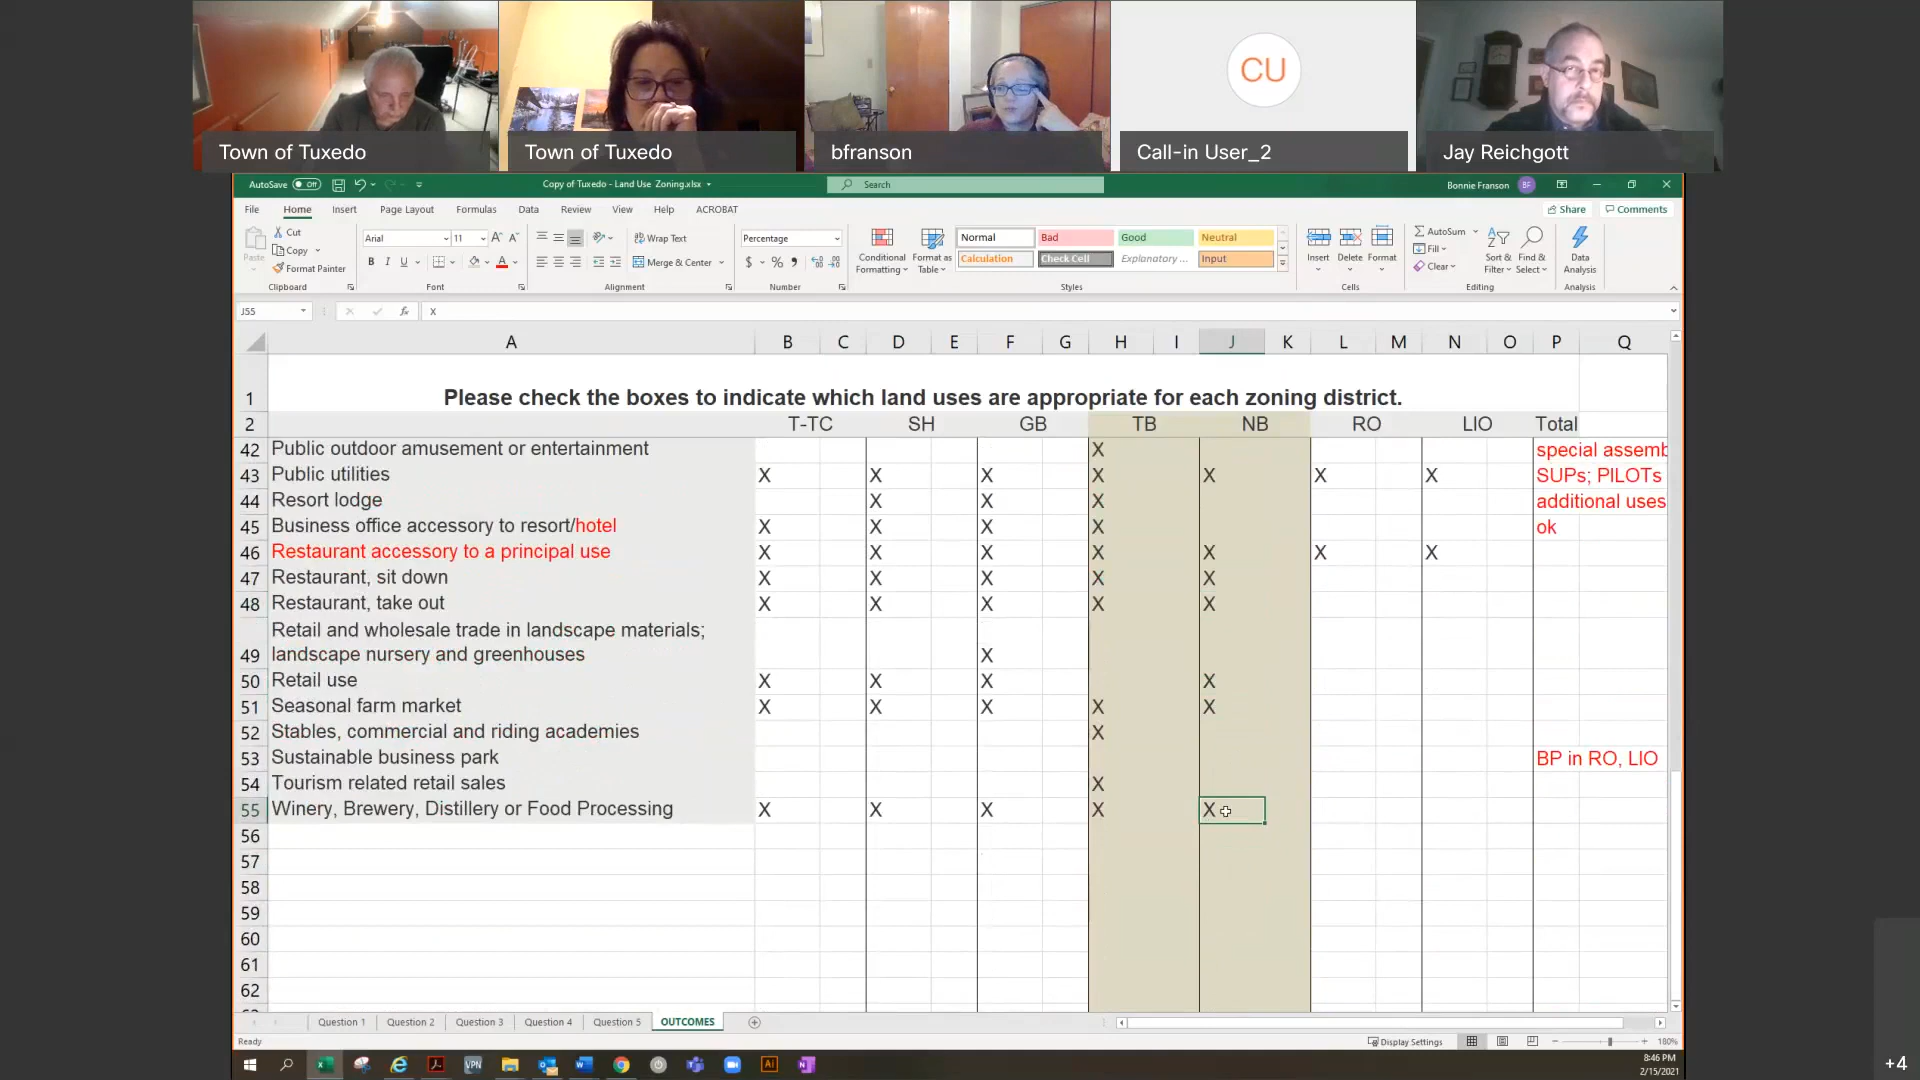 CU
Town of Tuxedo
Town of Tuxedo
bfranson
Call-in User_2
Jay Reichgott
AutoSave Off
Copy of Tuxedo - Land Use Zoning.xlsx
Search
Bonnie Franson BF
File Home Insert Page Layout Formulas Data Review View Help ACROBAT
Share Comments
Paste
Cut
Copy
Format Painter
Clipboard
Arial 11
B I U
Font
Wrap Text
Merge & Center
Alignment
Percentage
$ % ,
Number
Conditional Formatting
Format as Table
Normal Bad Good Neutral
Calculation Check Cell Explanatory ... Input
Styles
Insert Delete Format
Cells
AutoSum
Fill
Clear
Sort & Filter
Find & Select
Editing
Data Analysis
Analysis
J55 fx X
A B C D E F G H I J K L M N O P Q
1 Please check the boxes to indicate which land uses are appropriate for each zoning district.
2 T-TC SH GB TB NB RO LIO Total
42 Public outdoor amusement or entertainment X special assemb
43 Public utilities X X X X X X X SUPs; PILOTs
44 Resort lodge X X X additional uses
45 Business office accessory to resort/hotel X X X X ok
46 Restaurant accessory to a principal use X X X X X X X
47 Restaurant, sit down X X X X X
48 Restaurant, take out X X X X X
Retail and wholesale trade in landscape materials;
49 landscape nursery and greenhouses X
50 Retail use X X X X
51 Seasonal farm market X X X X X
52 Stables, commercial and riding academies X
53 Sustainable business park BP in RO, LIO
54 Tourism related retail sales X
55 Winery, Brewery, Distillery or Food Processing X X X X X
56
57
58
59
60
61
62
Question 1 Question 2 Question 3 Question 4 Question 5 OUTCOMES
Ready
Display Settings
180%
VPN
8:46 PM
2/15/2021
+4